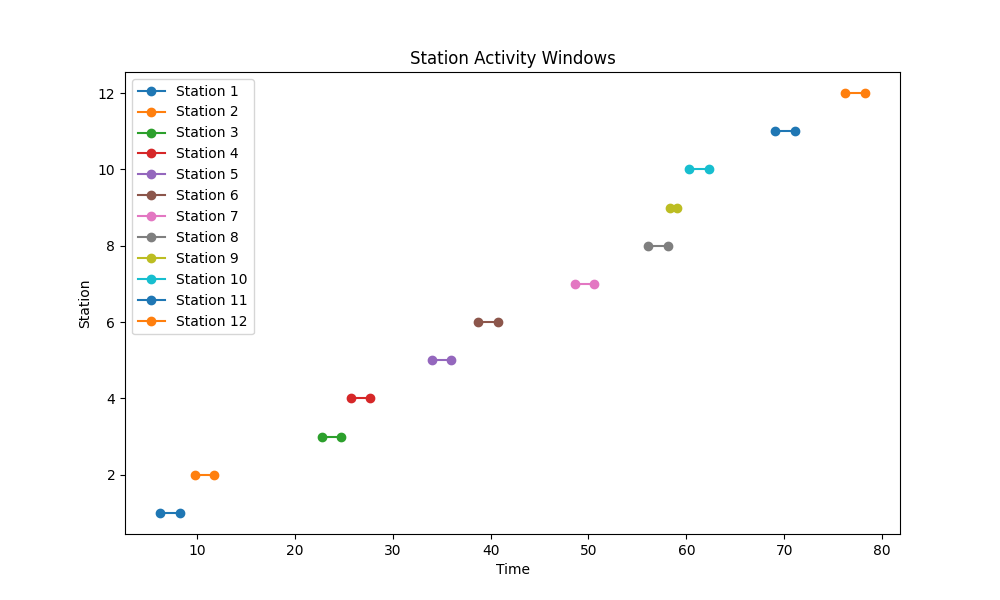 Station Activity Windows
Station 1
Station 2
Station 3
Station 4
Station 5
Station 6
Station 7
Station 8
Station 9
Station 10
Station 11
Station 12
Station
12
10
8
6
4
2
10 20 30 40 50 60 70 80
Time